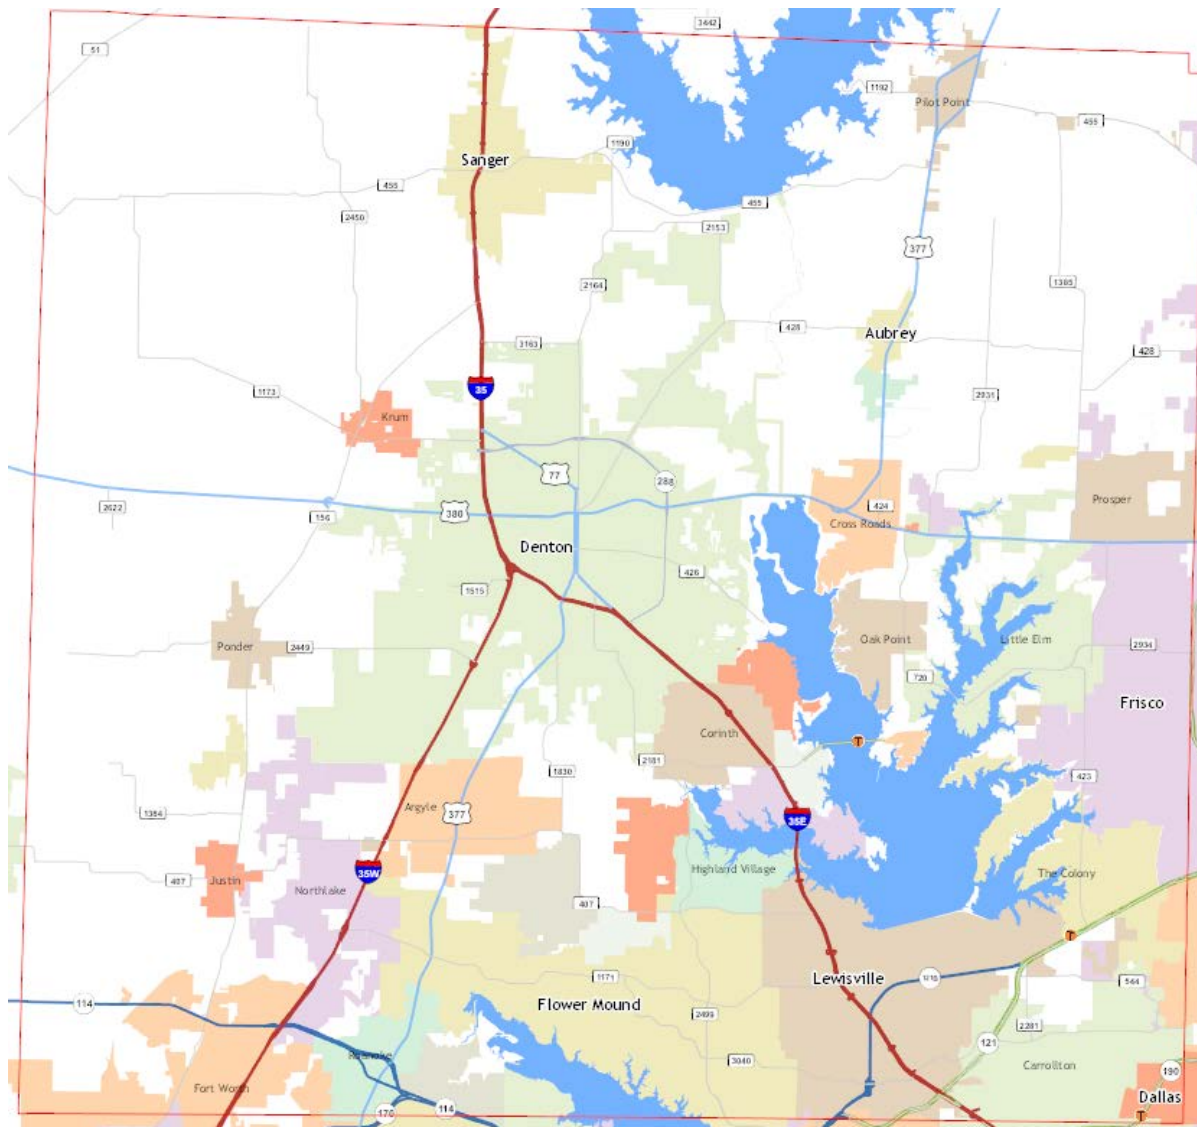 3442
51
1192
Pilot Point
455
1190
Sanger
455
455
2450
2153
377
2164
1385
428
Aubrey
3163
428
35
1173
2931
Krum
77
288
Prosper
2622
156
380
424
Cross Roads
Denton
426
1515
Ponder
2449
Oak Point
Little Elm
2934
720
Frisco
Corinth
2181
T
1830
423
1384
Argyle
377
35E
35W
Highland Village
The Colony
407
Justin
Northlake
407
T
1171
Lewisville
544
114
Flower Mound
2499
2281
121
Roanoke
3040
Carrollton
190
Fort Worth
Dallas
170
114
T